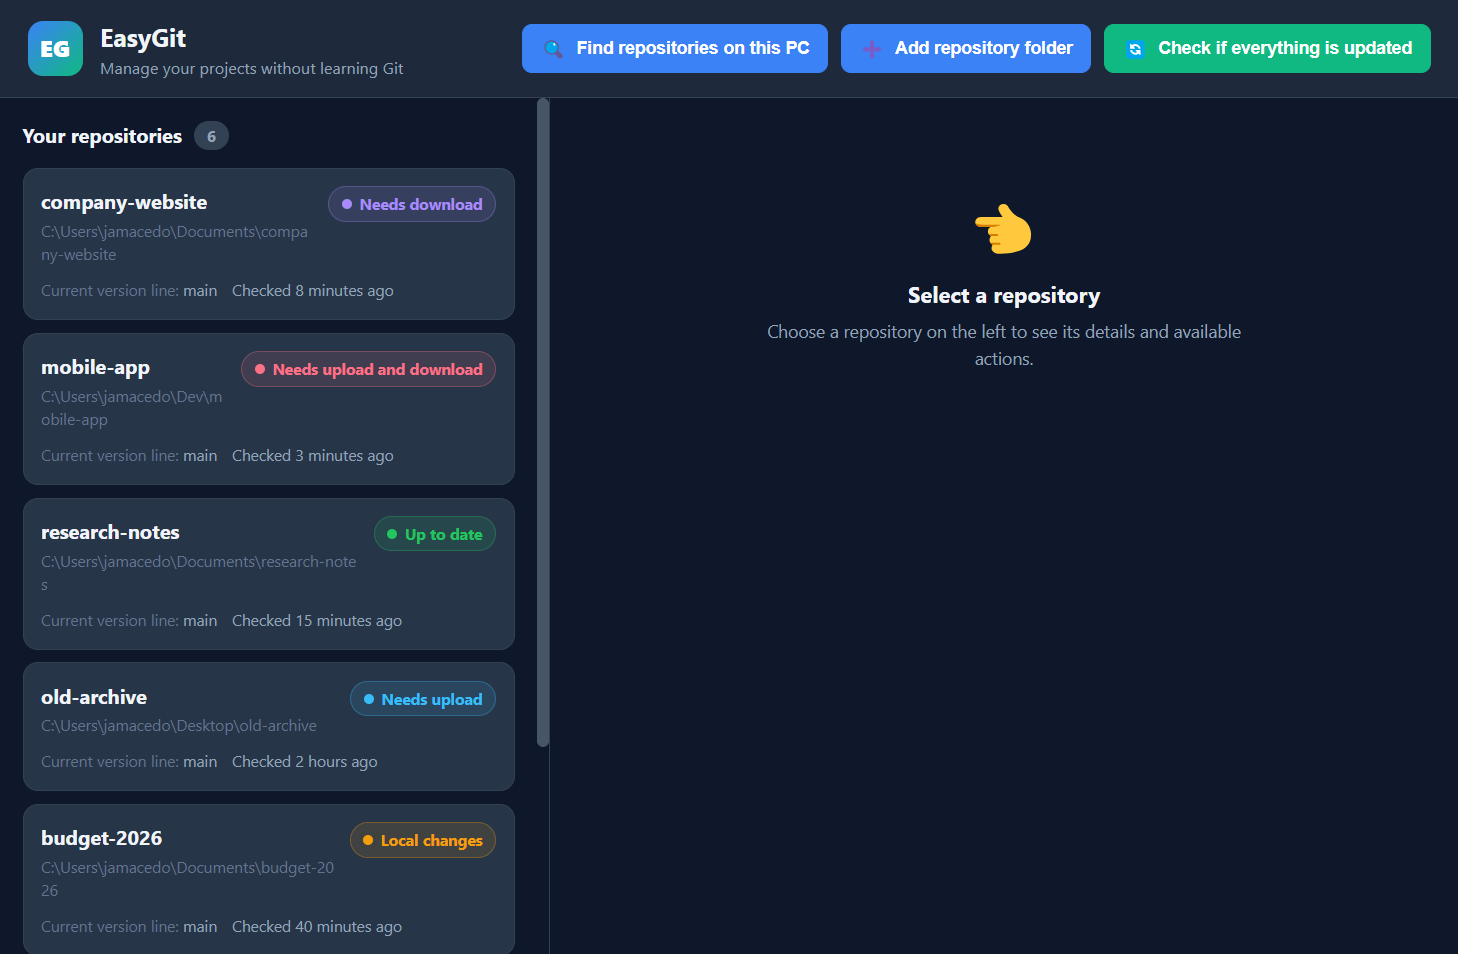 EG
EasyGit
Manage your projects without learning Git
Find repositories on this PC
Add repository folder
Check if everything is updated
Your repositories 6
company-website
Needs download
C:\Users\jamacedo\Documents\compa
ny-website
Current version line: main Checked 8 minutes ago
mobile-app
Needs upload and download
C:\Users\jamacedo\Dev\m
obile-app
Current version line: main Checked 3 minutes ago
research-notes
Up to date
C:\Users\jamacedo\Documents\research-note
s
Current version line: main Checked 15 minutes ago
old-archive
Needs upload
C:\Users\jamacedo\Desktop\old-archive
Current version line: main Checked 2 hours ago
budget-2026
Local changes
C:\Users\jamacedo\Documents\budget-20
26
Current version line: main Checked 40 minutes ago
Select a repository
Choose a repository on the left to see its details and available
actions.